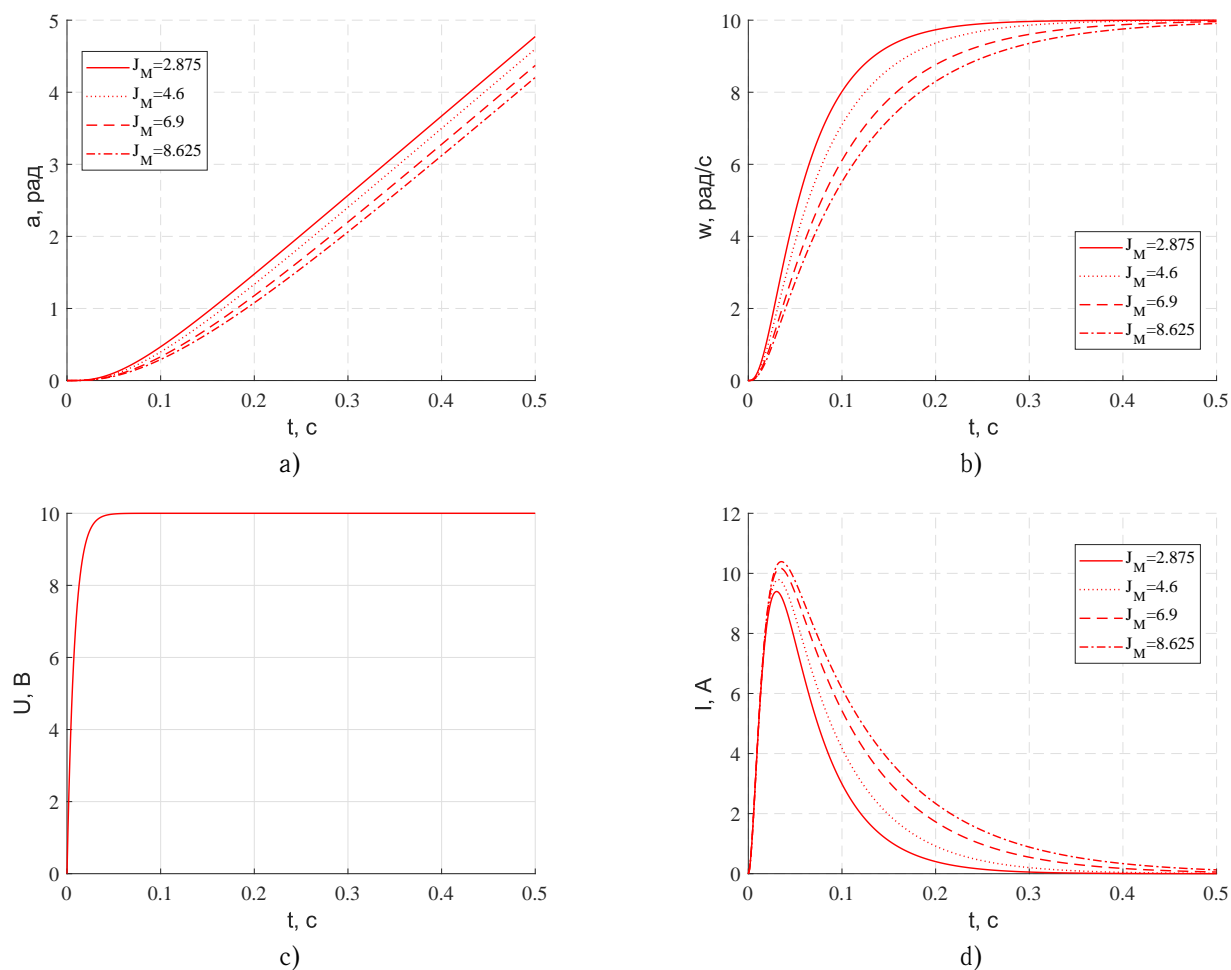 5
4
3
2
1
0
a, рад
J_M=2.875
J_M=4.6
J_M=6.9
J_M=8.625
0 0.1 0.2 0.3 0.4 0.5
t, c
a)
10
8
6
4
2
0
w, рад/с
J_M=2.875
J_M=4.6
J_M=6.9
J_M=8.625
0 0.1 0.2 0.3 0.4 0.5
t, c
b)
10
8
6
4
2
0
U, В
0 0.1 0.2 0.3 0.4 0.5
t, c
c)
12
10
8
6
4
2
0
I, A
J_M=2.875
J_M=4.6
J_M=6.9
J_M=8.625
0 0.1 0.2 0.3 0.4 0.5
t, c
d)